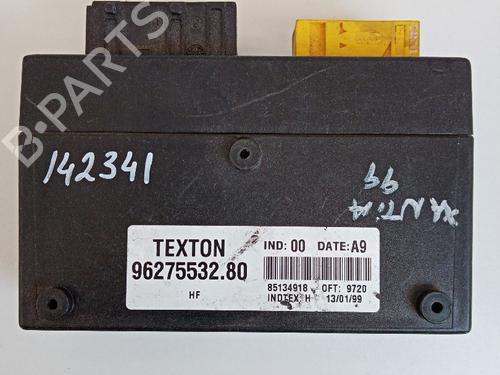 B-PARTS
142341
XANTIA
99
TEXTON IND: 00 DATE: A9
96275532.80
85134918 OFT: 9720
HF INDTEX: H 13/01/99